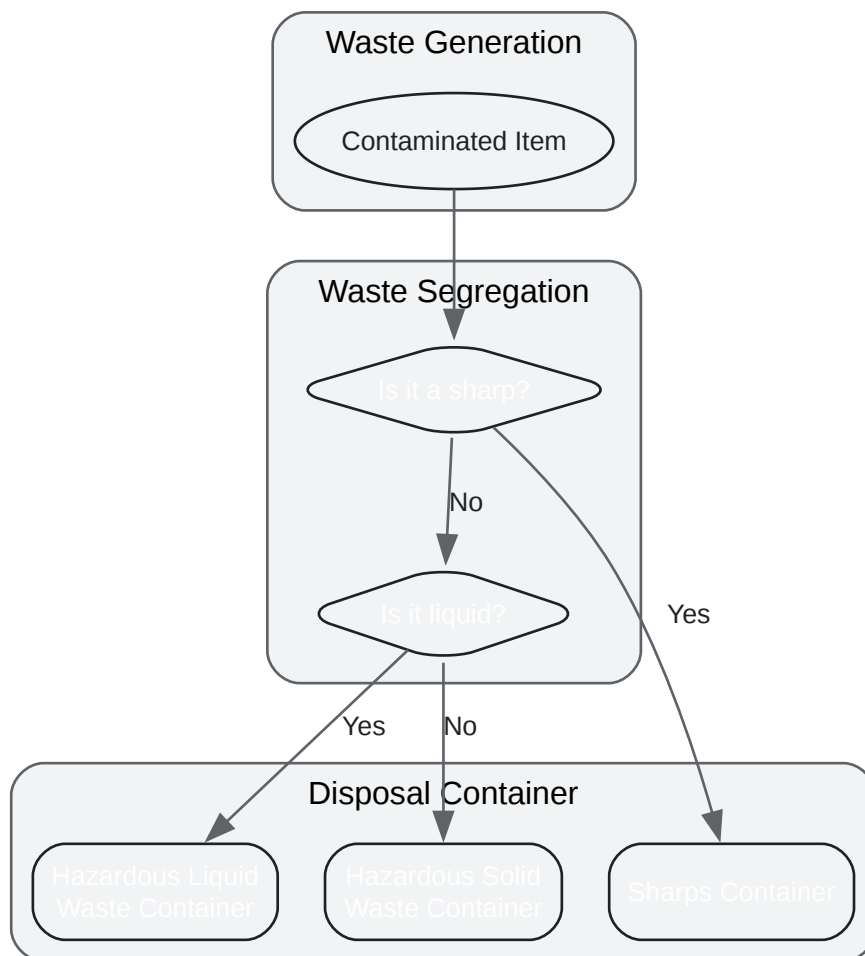 Waste Generation
Contaminated Item
Waste Segregation
Is it a sharp?
No
Is it liquid?
Yes
Yes
No
Disposal Container
Hazardous Liquid
Waste Container
Hazardous Solid
Waste Container
Sharps Container